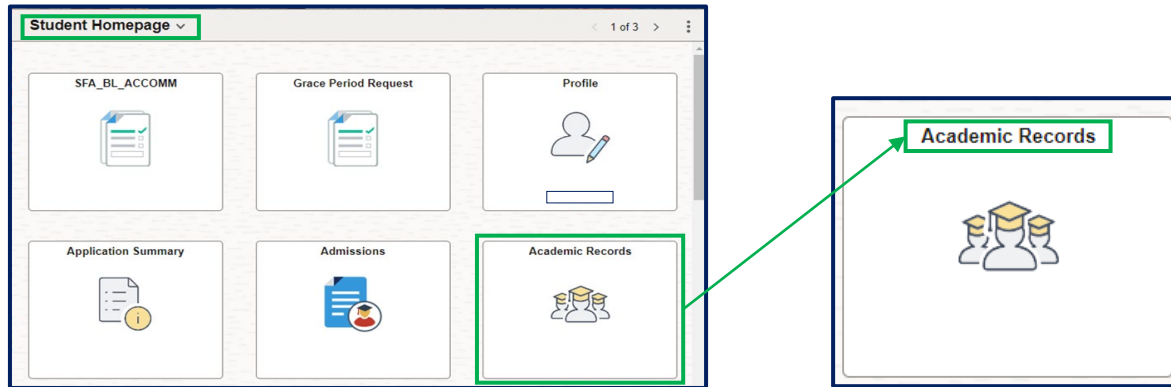 Student Homepage
1 of 3
SFA_BL_ACCOMM
Grace Period Request
Profile
Application Summary
Admissions
Academic Records
Academic Records